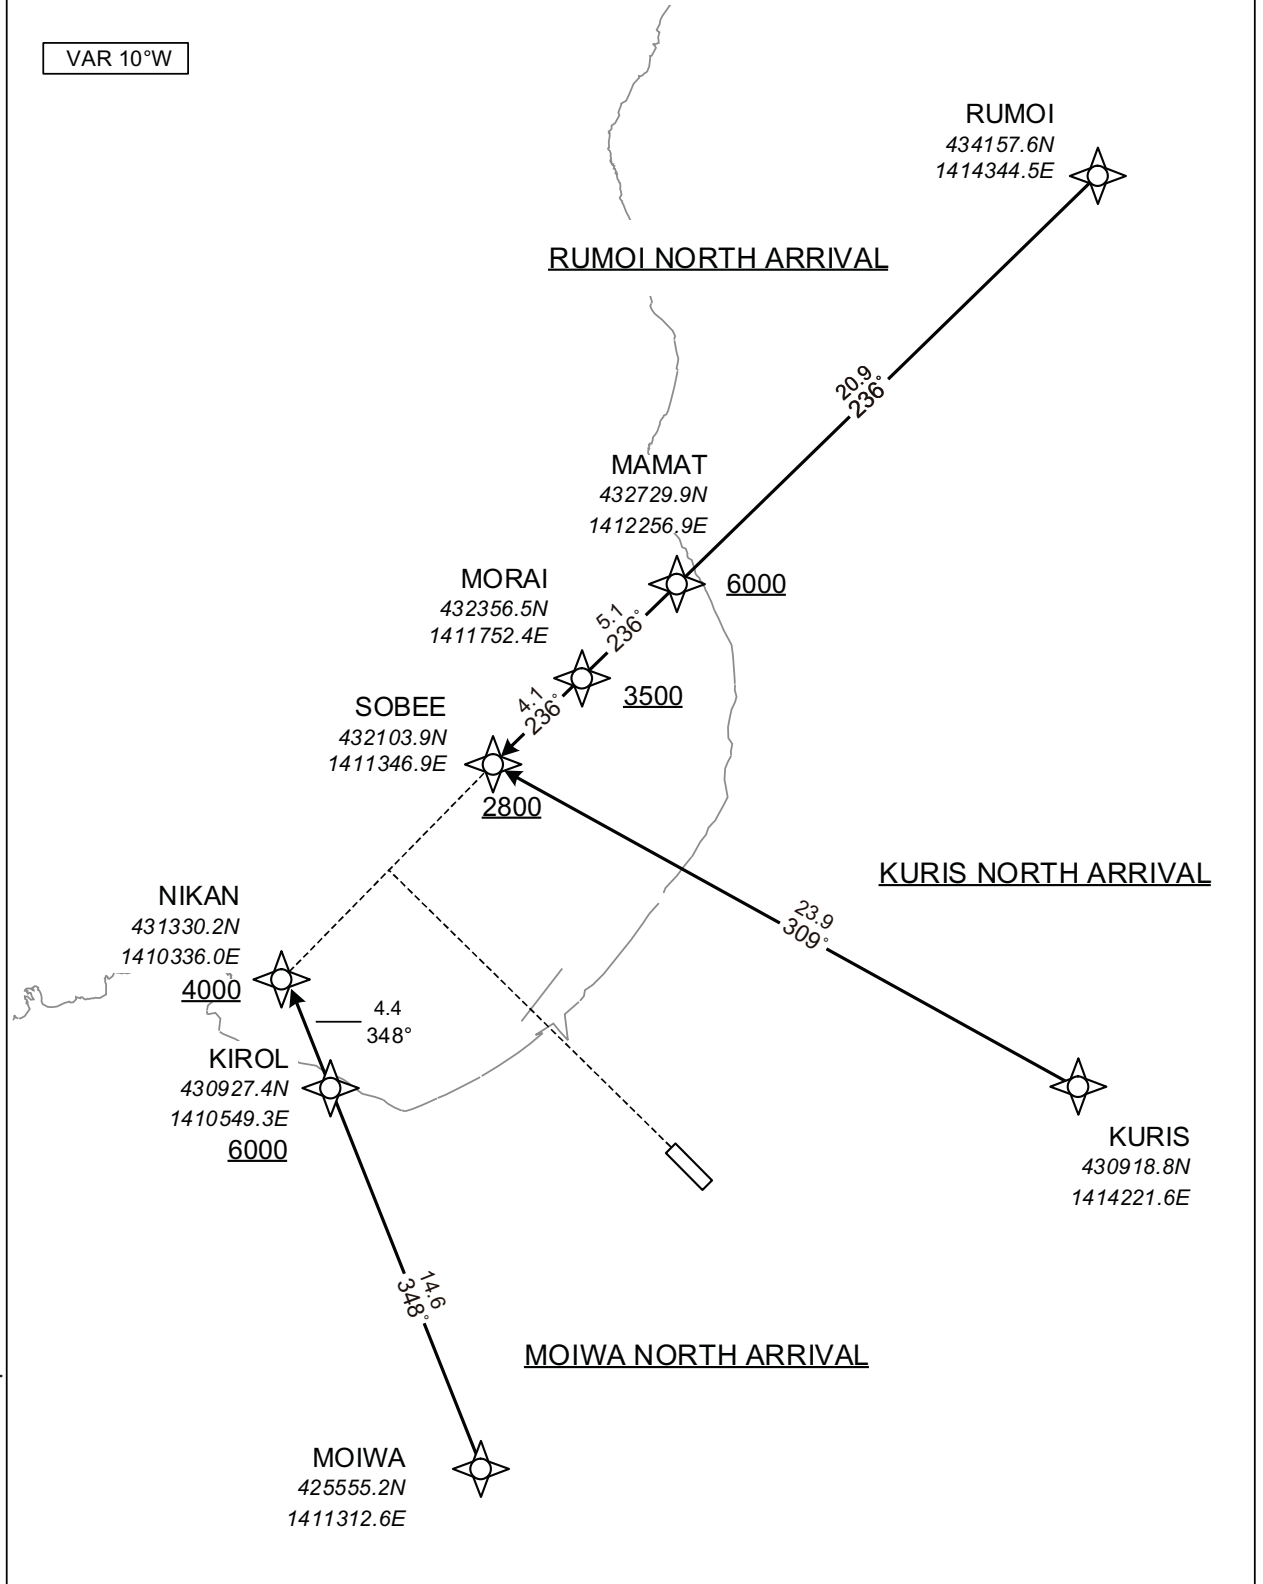 VAR 10°W
RUMOI
434157.6N
1414344.5E
RUMOI NORTH ARRIVAL
20.9
236°
MAMAT
432729.9N
1412256.9E
6000
MORAI
432356.5N
1411752.4E
5.1
236°
3500
SOBEE
432103.9N
1411346.9E
4.1
236°
2800
KURIS NORTH ARRIVAL
23.9
309°
NIKAN
431330.2N
1410336.0E
4000
4.4
348°
KIROL
430927.4N
1410549.3E
6000
KURIS
430918.8N
1414221.6E
14.6
348°
MOIWA NORTH ARRIVAL
MOIWA
425555.2N
1411312.6E